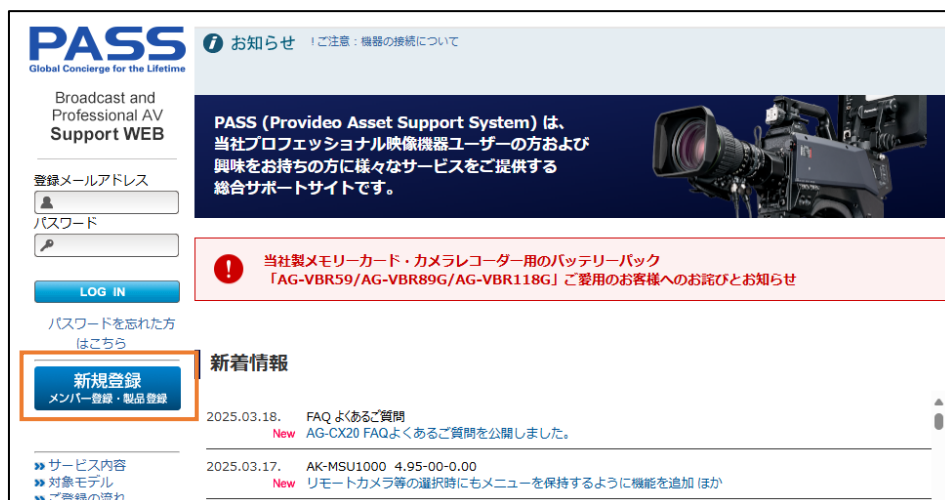 PASS
Global Concierge for the Lifetime
Broadcast and
Professional AV
Support WEB
登録メールアドレス
パスワード
LOG IN
パスワードを忘れた方
はこちら
新規登録
メンバー登録・製品登録
サービス内容
対象モデル
ご登録の流れ
お知らせ !ご注意:機器の接続について
PASS (Provideo Asset Support System) は、
当社プロフェッショナル映像機器ユーザーの方および
興味をお持ちの方に様々なサービスをご提供する
総合サポートサイトです。
当社製メモリーカード・カメラレコーダー用のバッテリーパック
「AG-VBR59/AG-VBR89G/AG-VBR118G」ご愛用のお客様へのお詫びとお知らせ
新着情報
2025.03.18. FAQ よくあるご質問
New AG-CX20 FAQよくあるご質問を公開しました。
2025.03.17. AK-MSU1000 4.95-00-0.00
New リモートカメラ等の選択時にもメニューを保持するように機能を追加 ほか